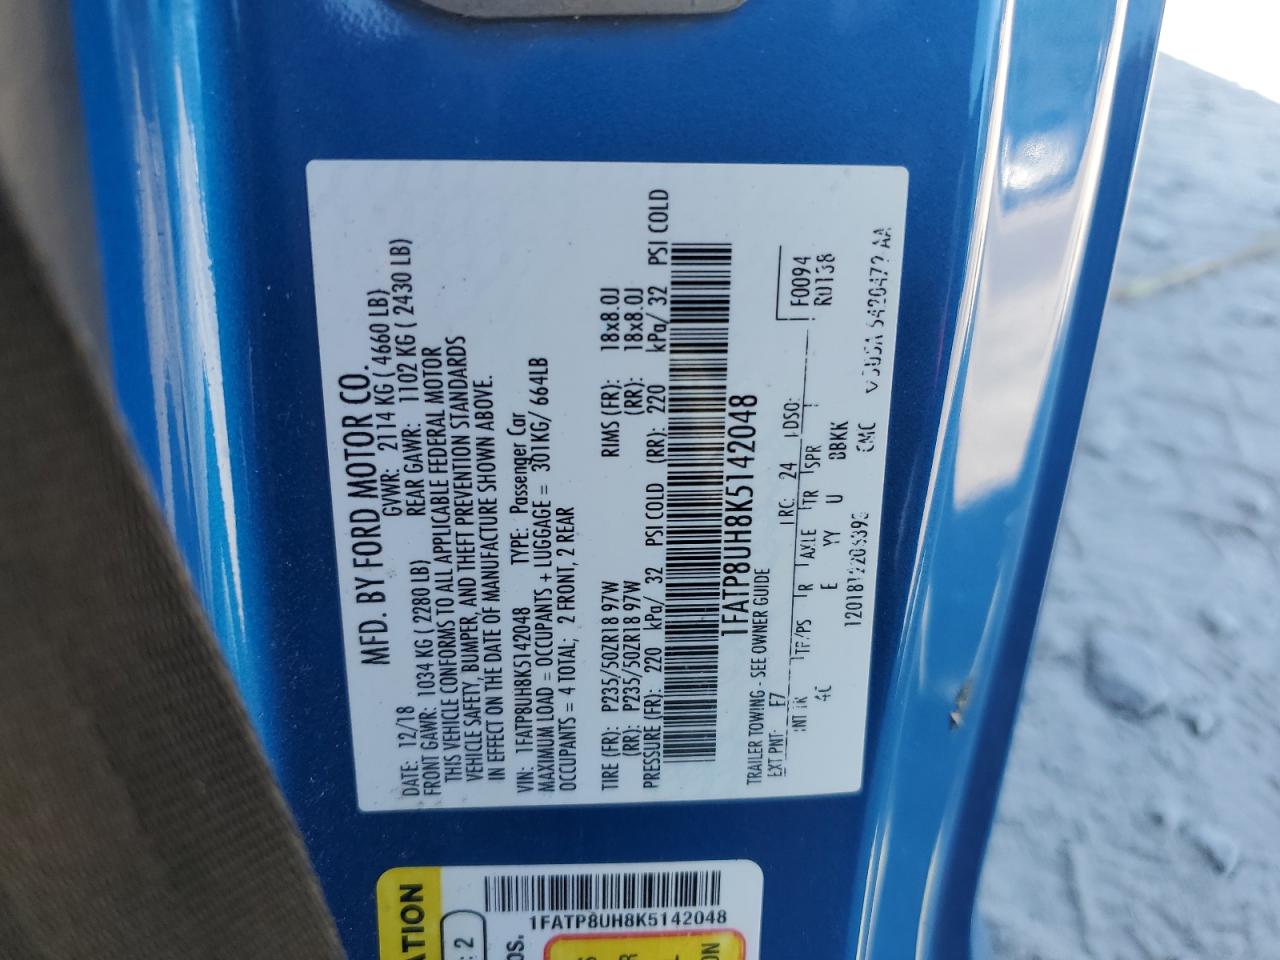 MFD. BY FORD MOTOR CO.
DATE: 12/18 GVWR: 2114 KG ( 4660 LB)
FRONT GAWR: 1034 KG ( 2280 LB) REAR GAWR: 1102 KG ( 2430 LB)
THIS VEHICLE CONFORMS TO ALL APPLICABLE FEDERAL MOTOR
VEHICLE SAFETY, BUMPER, AND THEFT PREVENTION STANDARDS
IN EFFECT ON THE DATE OF MANUFACTURE SHOWN ABOVE.
VIN: 1FATP8UH8K5142048 TYPE: Passenger Car
MAXIMUM LOAD = OCCUPANTS + LUGGAGE = 301KG/ 664LB
OCCUPANTS = 4 TOTAL; 2 FRONT, 2 REAR
TIRE (FR): P235/50ZR18 97W RIMS (FR): 18x8.0J
(RR): P235/50ZR18 97W (RR): 18x8.0J
PRESSURE (FR): 220 kPa/ 32 PSI COLD (RR): 220 kPa/ 32 PSI COLD
1FATP8UH8K5142048
TRAILER TOWING - SEE OWNER GUIDE
EXT PNT: F7 RC: 24 DSO: F0094
INT TR TP/PS R AXLE TR SPR R0158
4C E YY U BBKK
CMC
1FATP8UH8K5142048